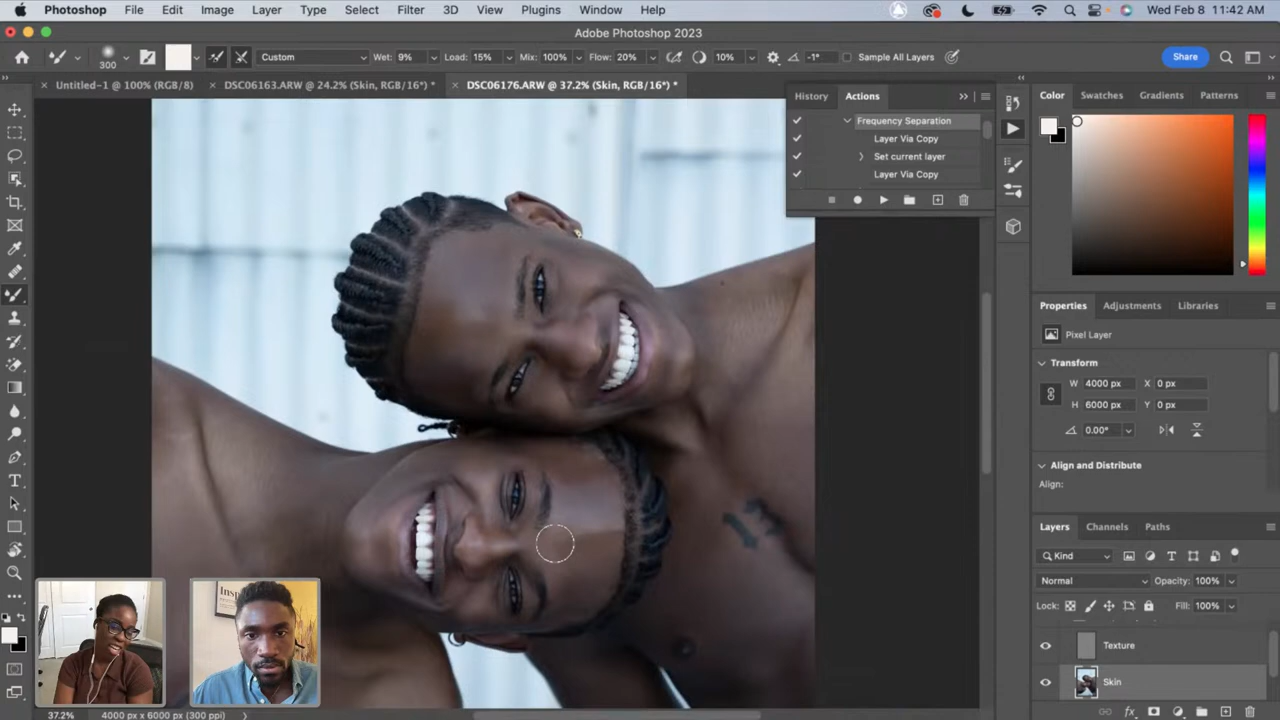 Photoshop File Edit Image Layer Type Select Filter 3D View Plugins Window Help Wed Feb 8 11:42 AM
Adobe Photoshop 2023
300 Custom Wet: 9% Load: 15% Mix: 100% Flow: 20% 10% -1° Sample All Layers Share
Untitled-1 @ 100% (RGB/8) DSC06163.ARW @ 24.2% (Skin, RGB/16*) * DSC06176.ARW @ 37.2% (Skin, RGB/16*) *
History Actions
Frequency Separation
Layer Via Copy
Set current layer
Layer Via Copy
Color Swatches Gradients Patterns
Properties Adjustments Libraries
Pixel Layer
Transform
W 4000 px X 0 px
H 6000 px Y 0 px
0.00°
Align and Distribute
Align:
Layers Channels Paths
Kind
Normal Opacity: 100%
Lock: Fill: 100%
Texture
Skin
37.2% 4000 px x 6000 px (300 ppi)